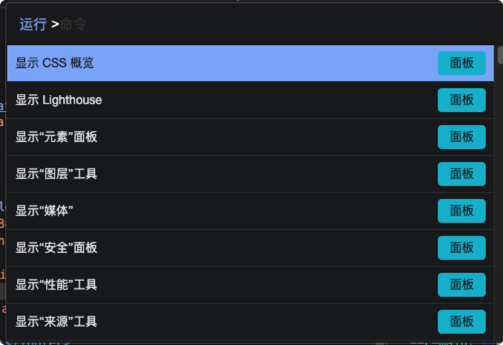 运行 >命令
显示 CSS 概览 面板
显示 Lighthouse 面板
显示“元素”面板 面板
显示“图层”工具 面板
显示“媒体” 面板
显示“安全”面板 面板
显示“性能”工具 面板
显示“来源”工具 面板